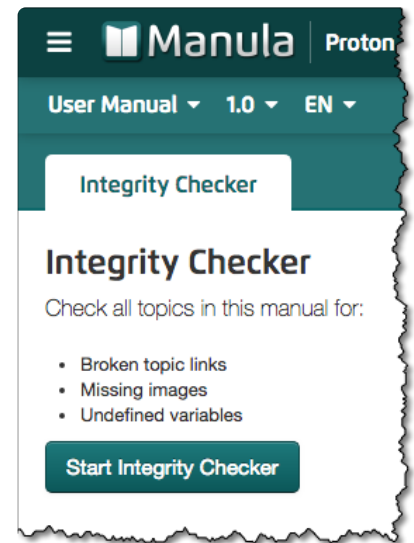 Manula Proton
User Manual 1.0 EN
Integrity Checker
Integrity Checker
Check all topics in this manual for:
Broken topic links
Missing images
Undefined variables
Start Integrity Checker